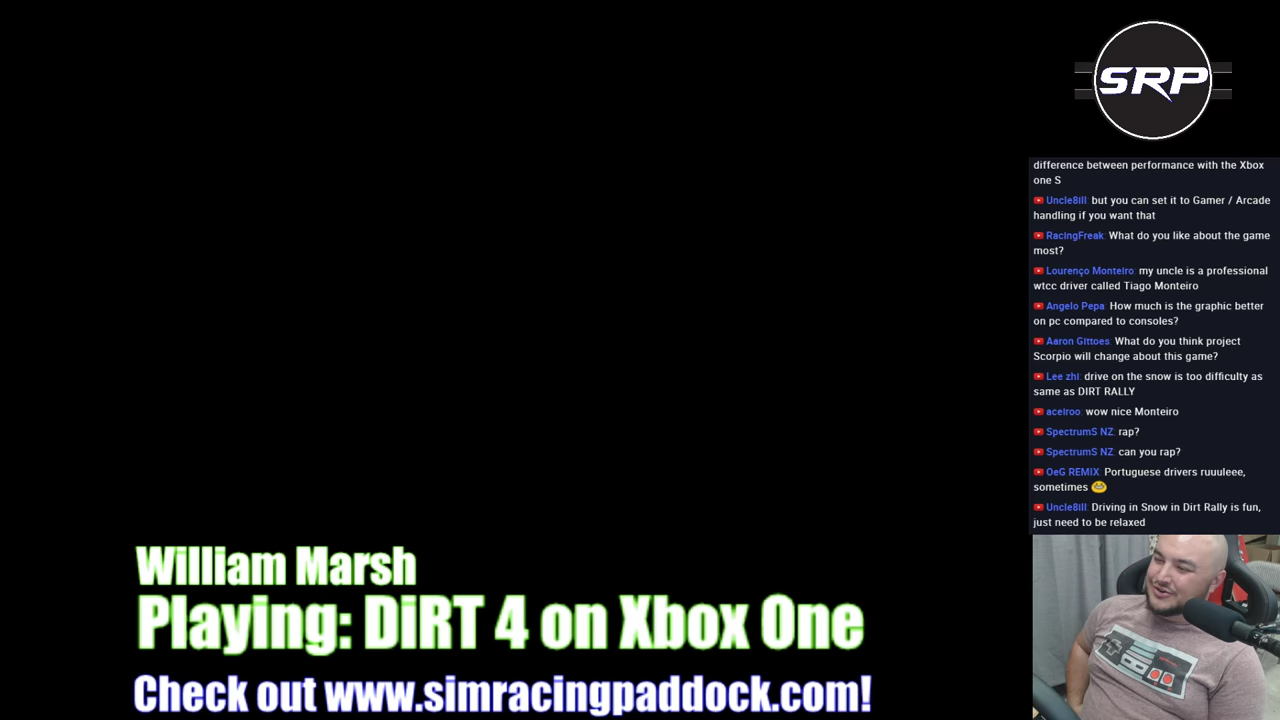 SRP
difference between performance with the Xbox
one S
Uncle8ill: but you can set it to Gamer / Arcade
handling if you want that
RacingFreak: What do you like about the game
most?
Lourenço Monteiro: my uncle is a professional
wtcc driver called Tiago Monteiro
Angelo Pepa: How much is the graphic better
on pc compared to consoles?
Aaron Gittoes: What do you think project
Scorpio will change about this game?
Lee zhi: drive on the snow is too difficulty as
same as DIRT RALLY
aceiroo: wow nice Monteiro
SpectrumS NZ: rap?
SpectrumS NZ: can you rap?
OeG REMIX: Portuguese drivers ruuuleee,
sometimes 😁
Uncle8ill: Driving in Snow in Dirt Rally is fun,
just need to be relaxed
William Marsh
Playing: DiRT 4 on Xbox One
Check out www.simracingpaddock.com!